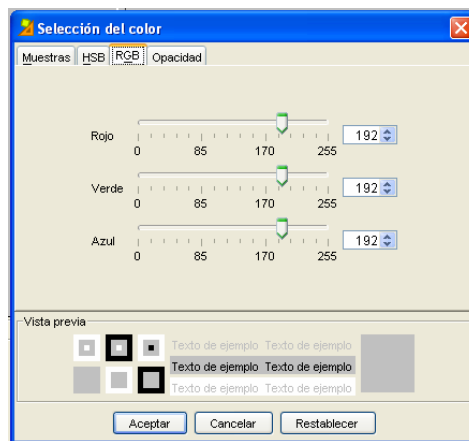 Selección del color
Muestras HSB RGB Opacidad
Rojo 192
0 85 170 255
Verde 192
0 85 170 255
Azul 192
0 85 170 255
Vista previa
Texto de ejemplo Texto de ejemplo
Texto de ejemplo Texto de ejemplo
Texto de ejemplo Texto de ejemplo
Aceptar Cancelar Restablecer